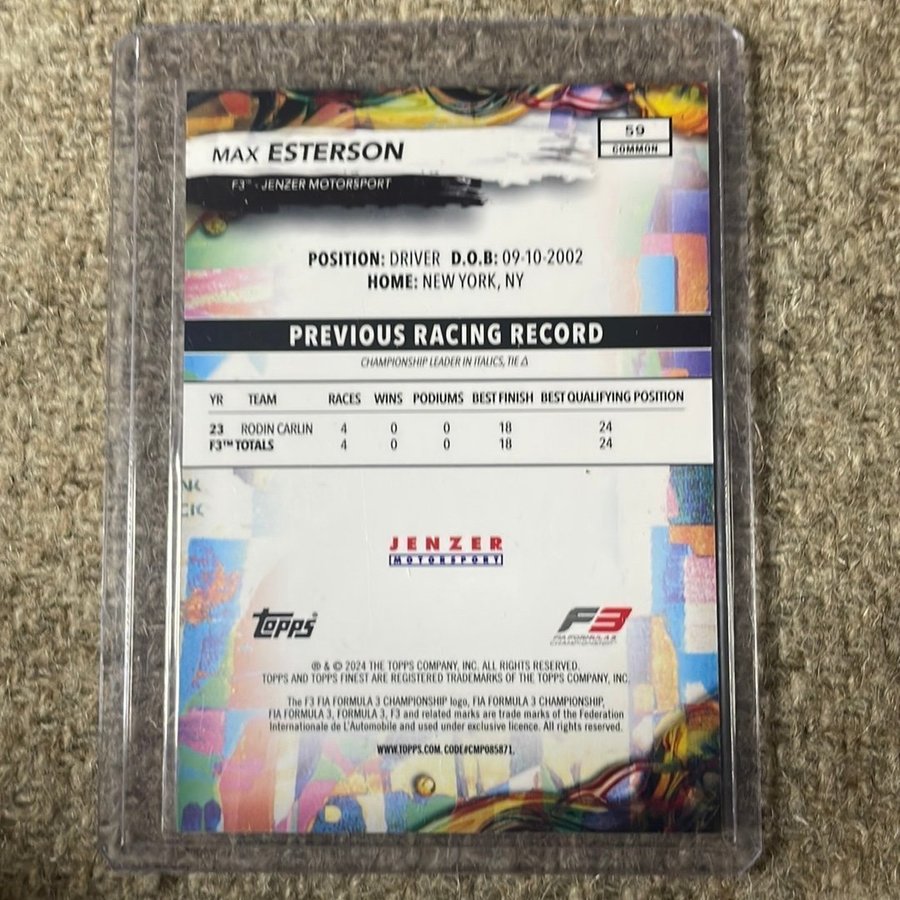 59
COMMON
MAX ESTERSON
F3™ - JENZER MOTORSPORT
POSITION: DRIVER D.O.B: 09-10-2002
HOME: NEW YORK, NY
PREVIOUS RACING RECORD
CHAMPIONSHIP LEADER IN ITALICS, TIE Δ
YR TEAM RACES WINS PODIUMS BEST FINISH BEST QUALIFYING POSITION
23 RODIN CARLIN 4 0 0 18 24
F3™ TOTALS 4 0 0 18 24
JENZER
MOTORSPORT
Topps®
F3
FIA FORMULA 3
CHAMPIONSHIP
® & © 2024 THE TOPPS COMPANY, INC. ALL RIGHTS RESERVED.
TOPPS AND TOPPS FINEST ARE REGISTERED TRADEMARKS OF THE TOPPS COMPANY, INC.
The F3 FIA FORMULA 3 CHAMPIONSHIP logo, FIA FORMULA 3 CHAMPIONSHIP,
FIA FORMULA 3, FORMULA 3, F3 and related marks are trade marks of the Federation
Internationale de L'Automobile and used under exclusive licence. All rights reserved.
WWW.TOPPS.COM. CODE#CMP085871.